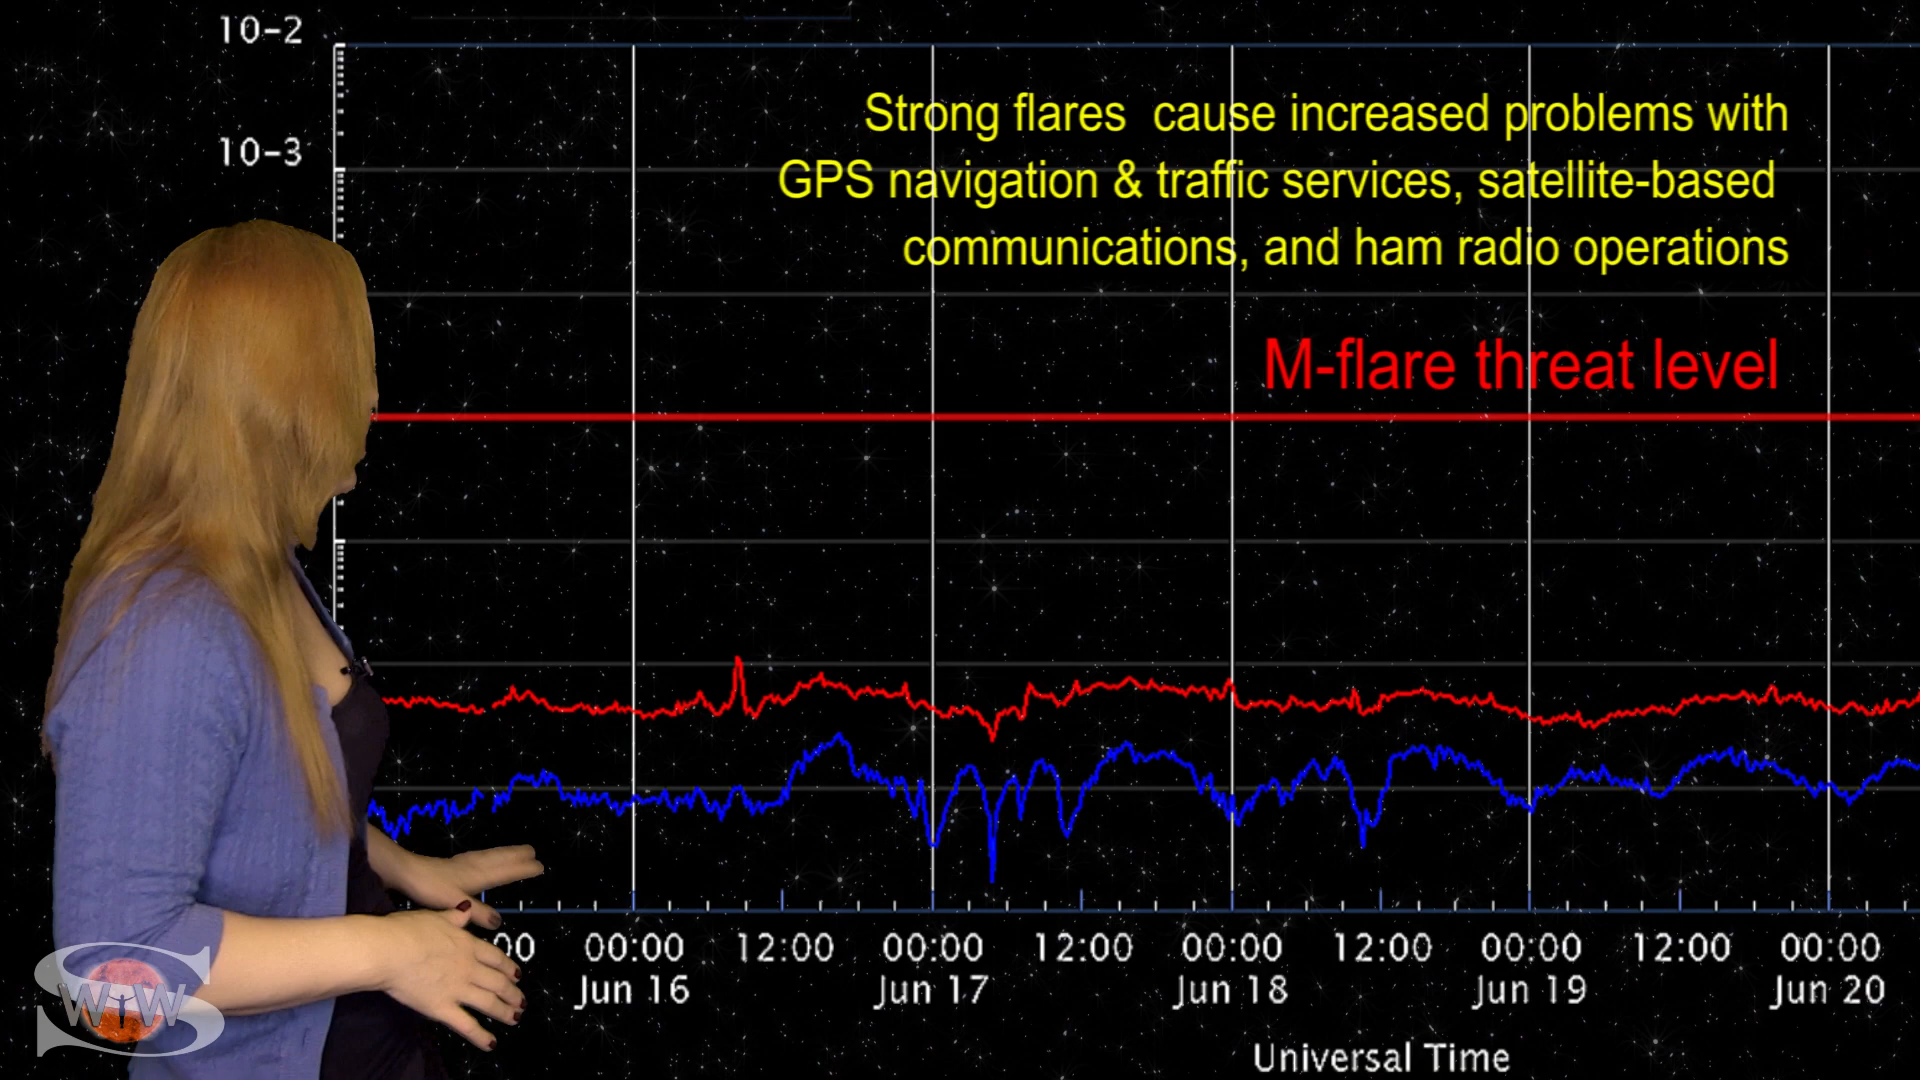 10-2
10-3
Strong flares cause increased problems with
GPS navigation & traffic services, satellite-based
communications, and ham radio operations
M-flare threat level
00 00:00 12:00 00:00 12:00 00:00 12:00 00:00 12:00 00:00
Jun 16 Jun 17 Jun 18 Jun 19 Jun 20
Universal Time
S
WTW